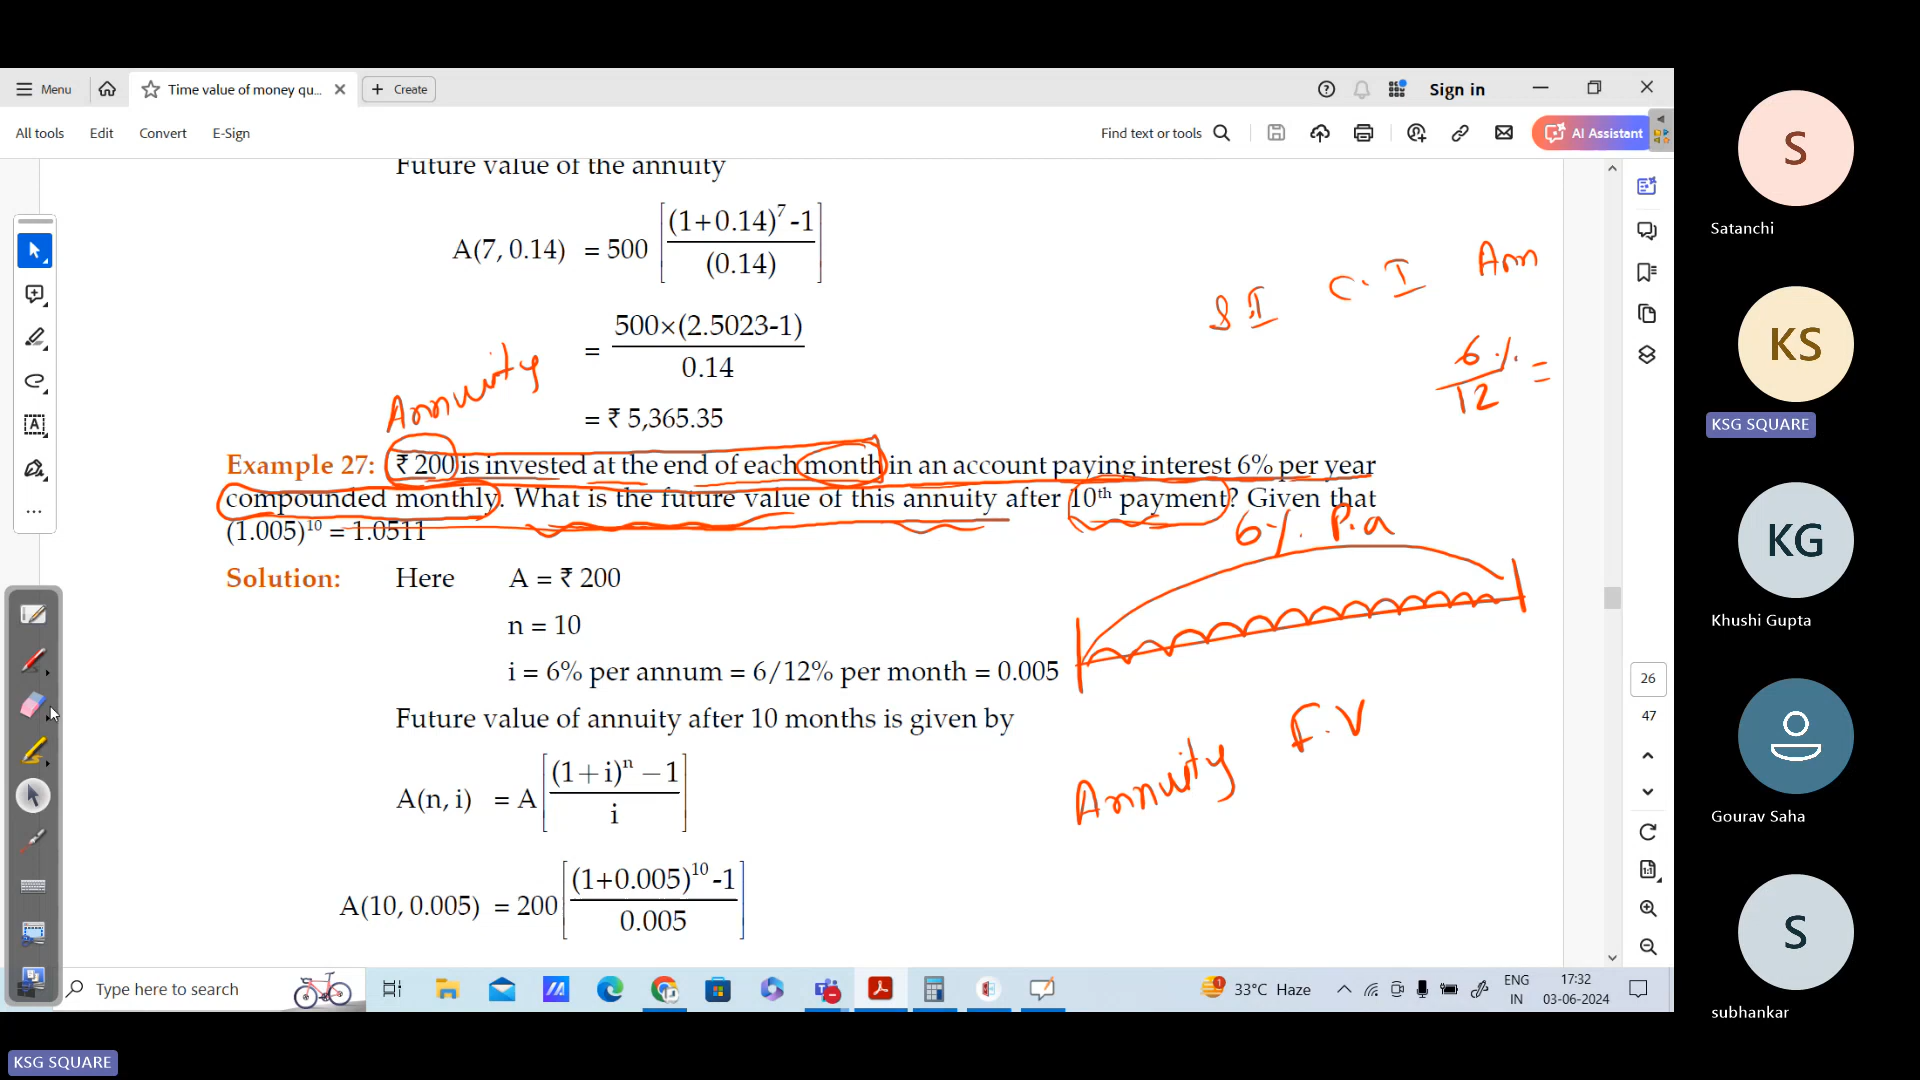 Menu
Time value of money qu...
Create
Sign in
All tools
Edit
Convert
E-Sign
Find text or tools
AI Assistant
Future value of the annuity
A(7, 0.14) = 500 [(1+0.14)⁷-1 / (0.14)]
= 500×(2.5023-1) / 0.14
= ₹ 5,365.35
S I C. I Ann
6 % / 12 =
Annuity
Example 27: ₹ 200 is invested at the end of each month in an account paying interest 6% per year
compounded monthly. What is the future value of this annuity after 10th payment? Given that
(1.005)¹⁰ = 1.0511
6% P.a
Solution: Here A = ₹ 200
n = 10
i = 6% per annum = 6/12% per month = 0.005
Future value of annuity after 10 months is given by
Annuity F.V
A(n, i) = A [(1+i)ⁿ – 1 / i]
A(10, 0.005) = 200 [(1+0.005)¹⁰-1 / 0.005]
26
47
1:1
Type here to search
33°C Haze
ENG
IN
17:32
03-06-2024
S
Satanchi
KS
KSG SQUARE
KG
Khushi Gupta
Gourav Saha
S
subhankar
KSG SQUARE